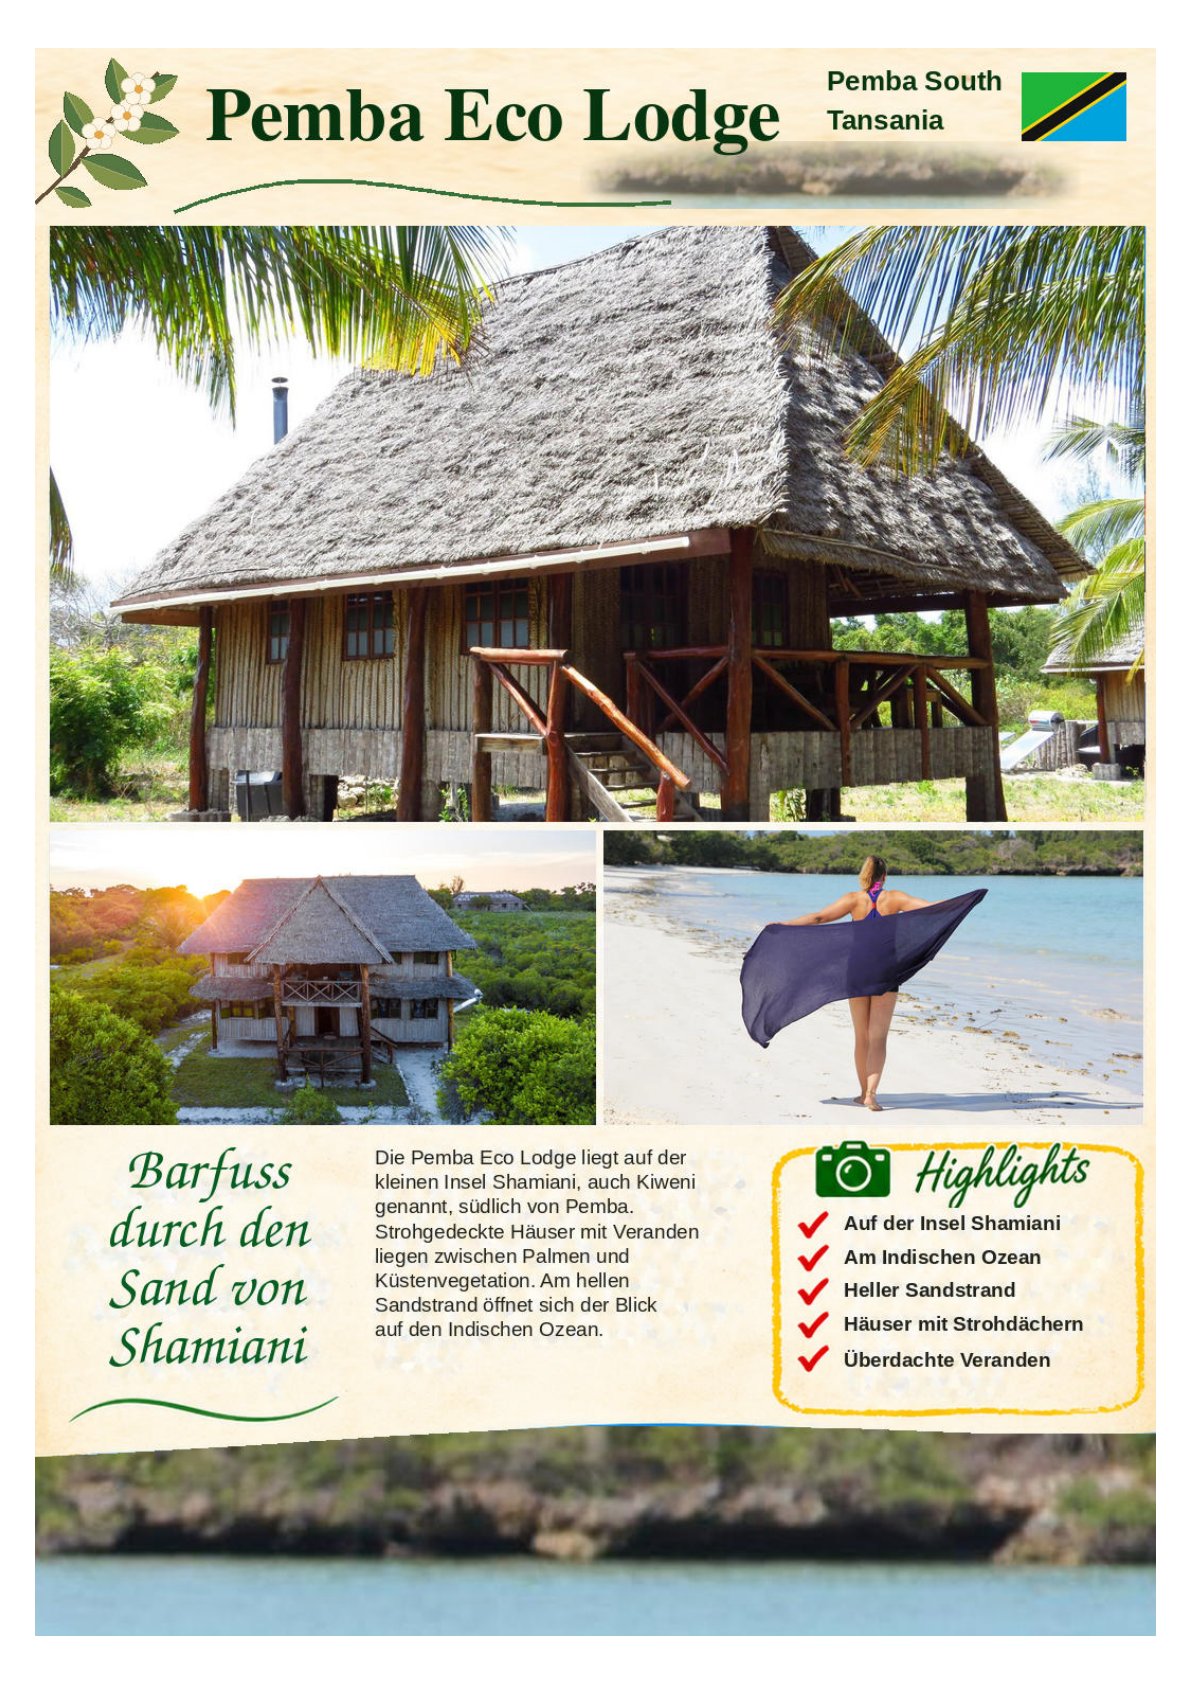 Pemba Eco Lodge
Pemba South
Tansania
Barfuss
durch den
Sand von
Shamiani
Die Pemba Eco Lodge liegt auf der
kleinen Insel Shamiani, auch Kiweni
genannt, südlich von Pemba.
Strohgedeckte Häuser mit Veranden
liegen zwischen Palmen und
Küstenvegetation. Am hellen
Sandstrand öffnet sich der Blick
auf den Indischen Ozean.
Highlights
Auf der Insel Shamiani
Am Indischen Ozean
Heller Sandstrand
Häuser mit Strohdächern
Überdachte Veranden